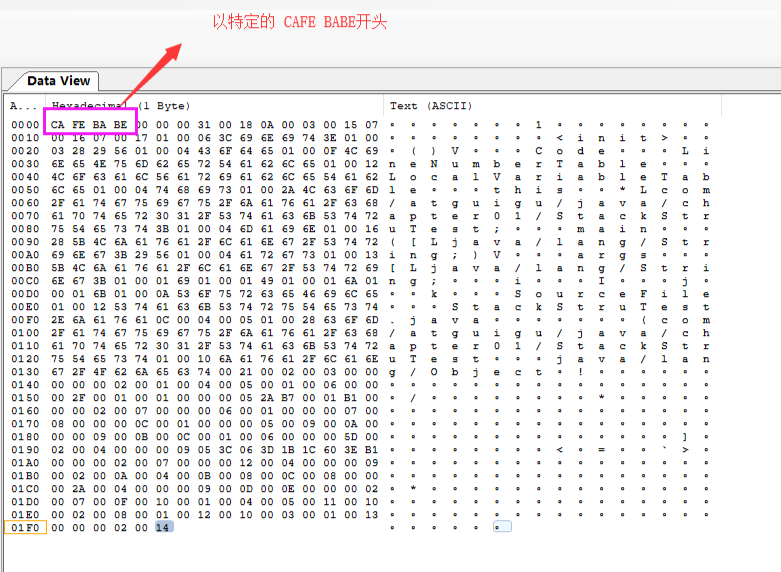 以特定的 CAFE BABE开头
Data View
A... Hexadecimal (1 Byte) Text (ASCII)
0000 CA FE BA BE 00 00 00 31 00 18 0A 00 03 00 15 07 ∘ ∘ ∘ ∘ ∘ ∘ ∘ 1 ∘ ∘ ∘ ∘ ∘ ∘ ∘ ∘
0010 00 16 07 00 17 01 00 06 3C 69 6E 69 74 3E 01 00 ∘ ∘ ∘ ∘ ∘ ∘ ∘ ∘ < i n i t > ∘ ∘
0020 03 28 29 56 01 00 04 43 6F 64 65 01 00 0F 4C 69 ∘ ( ) V ∘ ∘ ∘ C o d e ∘ ∘ ∘ L i
0030 6E 65 4E 75 6D 62 65 72 54 61 62 6C 65 01 00 12 n e N u m b e r T a b l e ∘ ∘ ∘
0040 4C 6F 63 61 6C 56 61 72 69 61 62 6C 65 54 61 62 L o c a l V a r i a b l e T a b
0050 6C 65 01 00 04 74 68 69 73 01 00 2A 4C 63 6F 6D l e ∘ ∘ ∘ t h i s ∘ ∘ * L c o m
0060 2F 61 74 67 75 69 67 75 2F 6A 61 76 61 2F 63 68 / a t g u i g u / j a v a / c h
0070 61 70 74 65 72 30 31 2F 53 74 61 63 6B 53 74 72 a p t e r 0 1 / S t a c k S t r
0080 75 54 65 73 74 3B 01 00 04 6D 61 69 6E 01 00 16 u T e s t ; ∘ ∘ ∘ m a i n ∘ ∘ ∘
0090 28 5B 4C 6A 61 76 61 2F 6C 61 6E 67 2F 53 74 72 ( [ L j a v a / l a n g / S t r
00A0 69 6E 67 3B 29 56 01 00 04 61 72 67 73 01 00 13 i n g ; ) V ∘ ∘ ∘ a r g s ∘ ∘ ∘
00B0 5B 4C 6A 61 76 61 2F 6C 61 6E 67 2F 53 74 72 69 [ L j a v a / l a n g / S t r i
00C0 6E 67 3B 01 00 01 69 01 00 01 49 01 00 01 6A 01 n g ; ∘ ∘ ∘ i ∘ ∘ ∘ I ∘ ∘ ∘ j ∘
00D0 00 01 6B 01 00 0A 53 6F 75 72 63 65 46 69 6C 65 ∘ ∘ k ∘ ∘ ∘ S o u r c e F i l e
00E0 01 00 12 53 74 61 63 6B 53 74 72 75 54 65 73 74 ∘ ∘ ∘ S t a c k S t r u T e s t
00F0 2E 6A 61 76 61 0C 00 04 00 05 01 00 28 63 6F 6D . j a v a ∘ ∘ ∘ ∘ ∘ ∘ ∘ ( c o m
0100 2F 61 74 67 75 69 67 75 2F 6A 61 76 61 2F 63 68 / a t g u i g u / j a v a / c h
0110 61 70 74 65 72 30 31 2F 53 74 61 63 6B 53 74 72 a p t e r 0 1 / S t a c k S t r
0120 75 54 65 73 74 01 00 10 6A 61 76 61 2F 6C 61 6E u T e s t ∘ ∘ ∘ j a v a / l a n
0130 67 2F 4F 62 6A 65 63 74 00 21 00 02 00 03 00 00 g / O b j e c t ∘ ! ∘ ∘ ∘ ∘ ∘ ∘
0140 00 00 00 02 00 01 00 04 00 05 00 01 00 06 00 00 ∘ ∘ ∘ ∘ ∘ ∘ ∘ ∘ ∘ ∘ ∘ ∘ ∘ ∘ ∘ ∘
0150 00 2F 00 01 00 01 00 00 00 05 2A B7 00 01 B1 00 ∘ / ∘ ∘ ∘ ∘ ∘ ∘ ∘ ∘ * ∘ ∘ ∘ ∘ ∘
0160 00 00 02 00 07 00 00 00 06 00 01 00 00 00 07 00 ∘ ∘ ∘ ∘ ∘ ∘ ∘ ∘ ∘ ∘ ∘ ∘ ∘ ∘ ∘ ∘
0170 08 00 00 00 0C 00 01 00 00 00 05 00 09 00 0A 00 ∘ ∘ ∘ ∘ ∘ ∘ ∘ ∘ ∘ ∘ ∘ ∘ ∘ ∘ ∘ ∘
0180 00 00 09 00 0B 00 0C 00 01 00 06 00 00 00 5D 00 ∘ ∘ ∘ ∘ ∘ ∘ ∘ ∘ ∘ ∘ ∘ ∘ ∘ ∘ ] ∘
0190 02 00 04 00 00 00 09 05 3C 06 3D 1B 1C 60 3E B1 ∘ ∘ ∘ ∘ ∘ ∘ ∘ ∘ < ∘ = ∘ ∘ ` > ∘
01A0 00 00 00 02 00 07 00 00 00 12 00 04 00 00 00 09 ∘ ∘ ∘ ∘ ∘ ∘ ∘ ∘ ∘ ∘ ∘ ∘ ∘ ∘ ∘ ∘
01B0 00 02 00 0A 00 04 00 0B 00 08 00 0C 00 08 00 00 ∘ ∘ ∘ ∘ ∘ ∘ ∘ ∘ ∘ ∘ ∘ ∘ ∘ ∘ ∘ ∘
01C0 00 2A 00 04 00 00 00 09 00 0D 00 0E 00 00 00 02 ∘ * ∘ ∘ ∘ ∘ ∘ ∘ ∘ ∘ ∘ ∘ ∘ ∘ ∘ ∘
01D0 00 07 00 0F 00 10 00 01 00 04 00 05 00 11 00 10 ∘ ∘ ∘ ∘ ∘ ∘ ∘ ∘ ∘ ∘ ∘ ∘ ∘ ∘ ∘ ∘
01E0 00 02 00 08 00 01 00 12 00 10 00 03 00 01 00 13 ∘ ∘ ∘ ∘ ∘ ∘ ∘ ∘ ∘ ∘ ∘ ∘ ∘ ∘ ∘ ∘
01F0 00 00 00 02 00 14 ∘ ∘ ∘ ∘ ∘ ∘